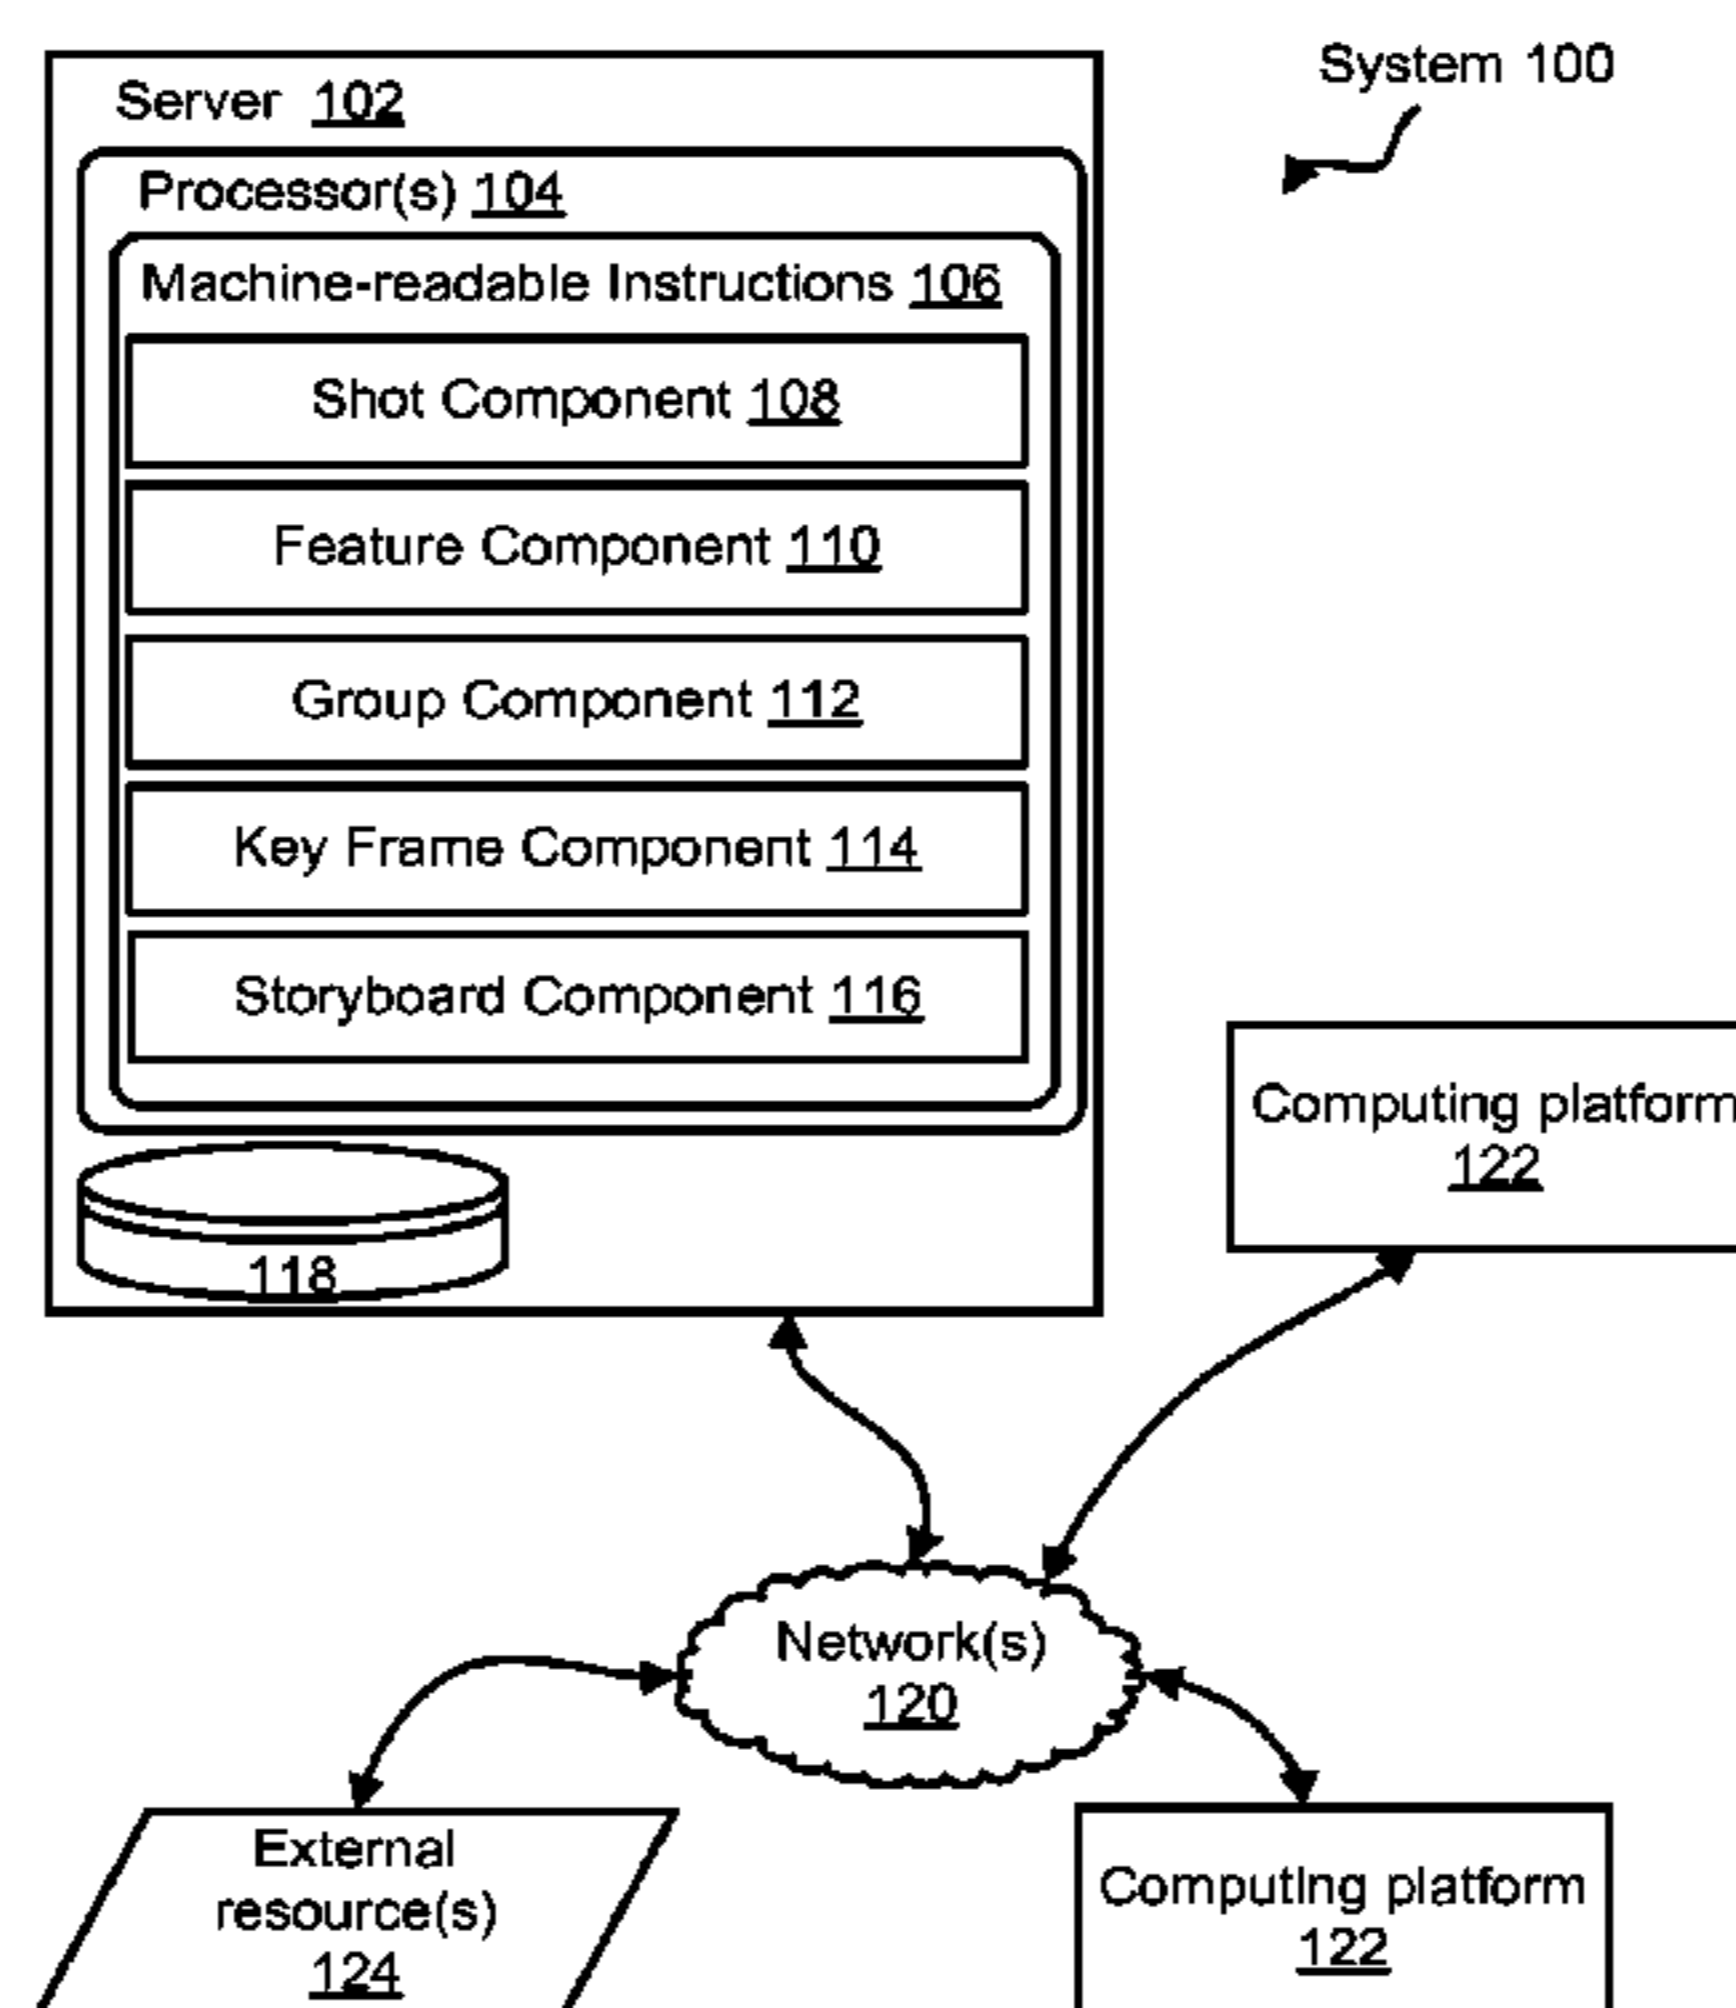 System 100
Server 102
Processor(s) 104
Machine-readable Instructions 106
Shot Component 108
Feature Component 110
Group Component 112
Key Frame Component 114
Storyboard Component 116
118
Computing platform
122
Network(s)
120
External
resource(s)
124
Computing platform
122